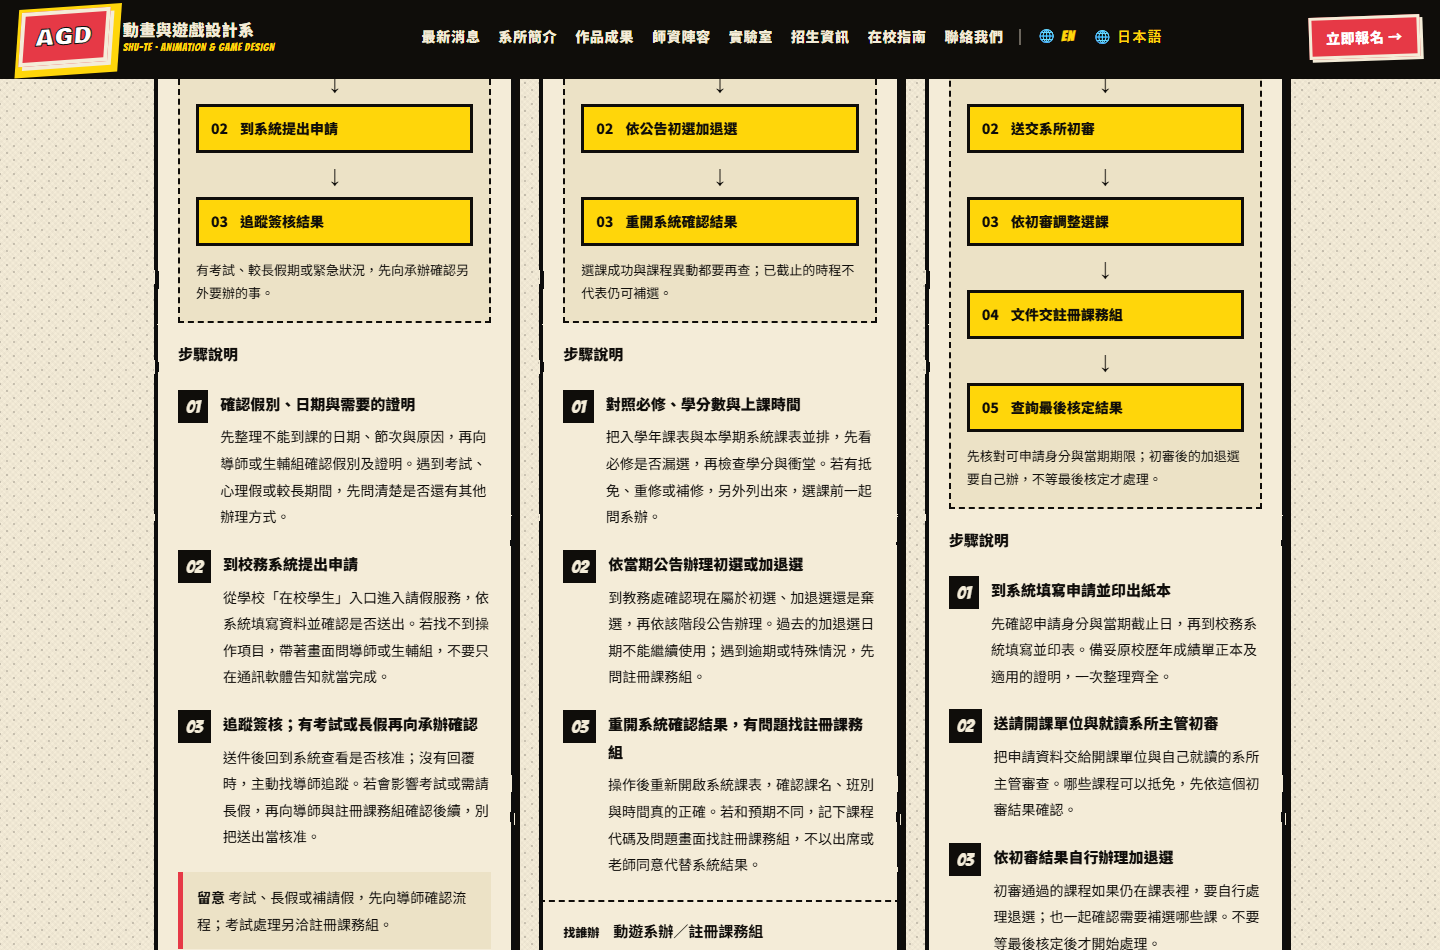 AGD
動畫與遊戲設計系
SHU-TE · ANIMATION & GAME DESIGN
最新消息 系所簡介 作品成果 師資陣容 實驗室 招生資訊 在校指南 聯絡我們 EN 日本語
立即報名 →
↓
02 到系統提出申請
↓
03 追蹤簽核結果
有考試、較長假期或緊急狀況，先向承辦確認另
外要辦的事。
步驟說明
01 確認假別、日期與需要的證明
先整理不能到課的日期、節次與原因，再向
導師或生輔組確認假別及證明。遇到考試、
心理假或較長期間，先問清楚是否還有其他
辦理方式。
02 到校務系統提出申請
從學校「在校學生」入口進入請假服務，依
系統填寫資料並確認是否送出。若找不到操
作項目，帶著畫面問導師或生輔組，不要只
在通訊軟體告知就當完成。
03 追蹤簽核；有考試或長假再向承辦確認
送件後回到系統查看是否核准；沒有回覆
時，主動找導師追蹤。若會影響考試或需請
長假，再向導師與註冊課務組確認後續，別
把送出當核准。
留意 考試、長假或補請假，先向導師確認流
程；考試處理另洽註冊課務組。
↓
02 依公告初選加退選
↓
03 重開系統確認結果
選課成功與課程異動都要再查；已截止的時程不
代表仍可補選。
步驟說明
01 對照必修、學分數與上課時間
把入學年課表與本學期系統課表並排，先看
必修是否漏選，再檢查學分與衝堂。若有抵
免、重修或補修，另外列出來，選課前一起
問系辦。
02 依當期公告辦理初選或加退選
到教務處確認現在屬於初選、加退選還是棄
選，再依該階段公告辦理。過去的加退選日
期不能繼續使用；遇到逾期或特殊情況，先
問註冊課務組。
03 重開系統確認結果，有問題找註冊課務
組
操作後重新開啟系統課表，確認課名、班別
與時間真的正確。若和預期不同，記下課程
代碼及問題畫面找註冊課務組，不以出席或
老師同意代替系統結果。
找誰辦 動遊系辦／註冊課務組
↓
02 送交系所初審
↓
03 依初審調整選課
↓
04 文件交註冊課務組
↓
05 查詢最後核定結果
先核對可申請身分與當期期限；初審後的加退選
要自己辦，不等最後核定才處理。
步驟說明
01 到系統填寫申請並印出紙本
先確認申請身分與當期截止日，再到校務系
統填寫並印表。備妥原校歷年成績單正本及
適用的證明，一次整理齊全。
02 送請開課單位與就讀系所主管初審
把申請資料交給開課單位與自己就讀的系所
主管審查。哪些課程可以抵免，先依這個初
審結果確認。
03 依初審結果自行辦理加退選
初審通過的課程如果仍在課表裡，要自行處
理退選；也一起確認需要補選哪些課。不要
等最後核定後才開始處理。